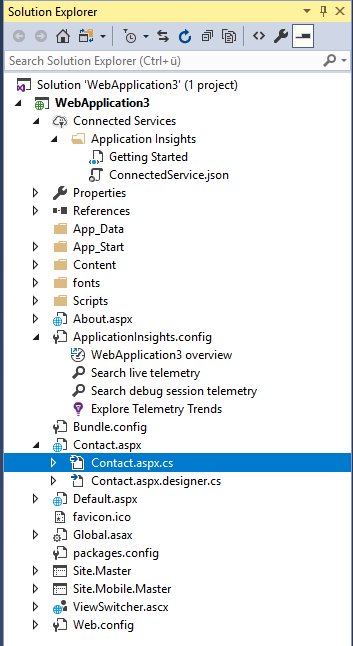 Solution Explorer
Search Solution Explorer (Ctrl+ü)
Solution 'WebApplication3' (1 project)
WebApplication3
Connected Services
Application Insights
Getting Started
ConnectedService.json
Properties
References
App_Data
App_Start
Content
fonts
Scripts
About.aspx
ApplicationInsights.config
WebApplication3 overview
Search live telemetry
Search debug session telemetry
Explore Telemetry Trends
Bundle.config
Contact.aspx
Contact.aspx.cs
Contact.aspx.designer.cs
Default.aspx
favicon.ico
Global.asax
packages.config
Site.Master
Site.Mobile.Master
ViewSwitcher.ascx
Web.config